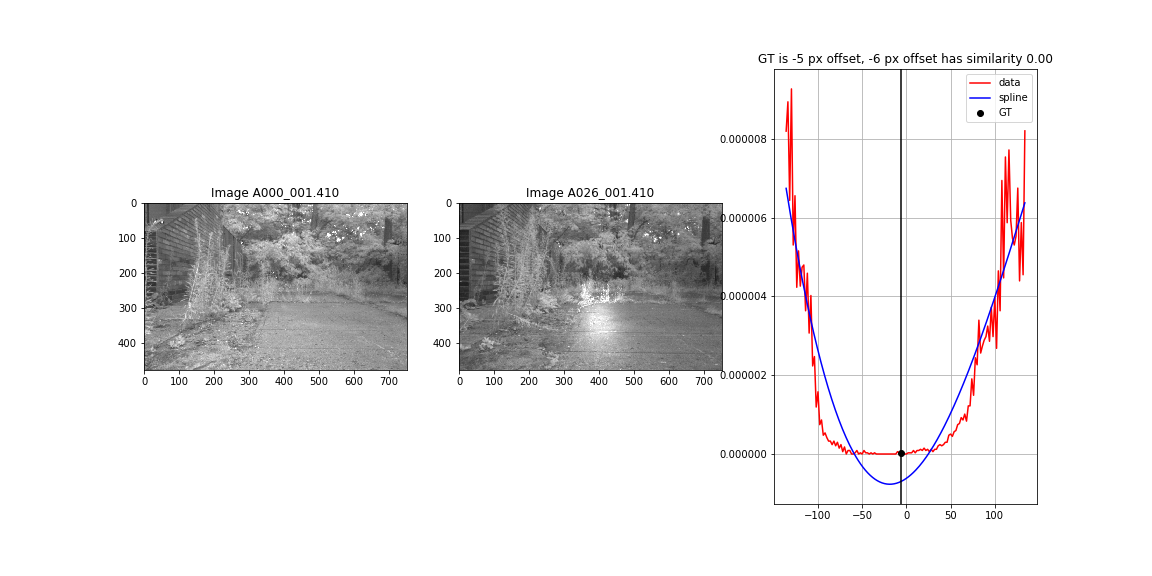 GT is -5 px offset, -6 px offset has similarity 0.00
data
spline
GT
0.000008
0.000006
0.000004
0.000002
0.000000
−100 −50 0 50 100
Image A000_001.410
0
100
200
300
400
0 100 200 300 400 500 600 700
Image A026_001.410
0
100
200
300
400
0 100 200 300 400 500 600 700